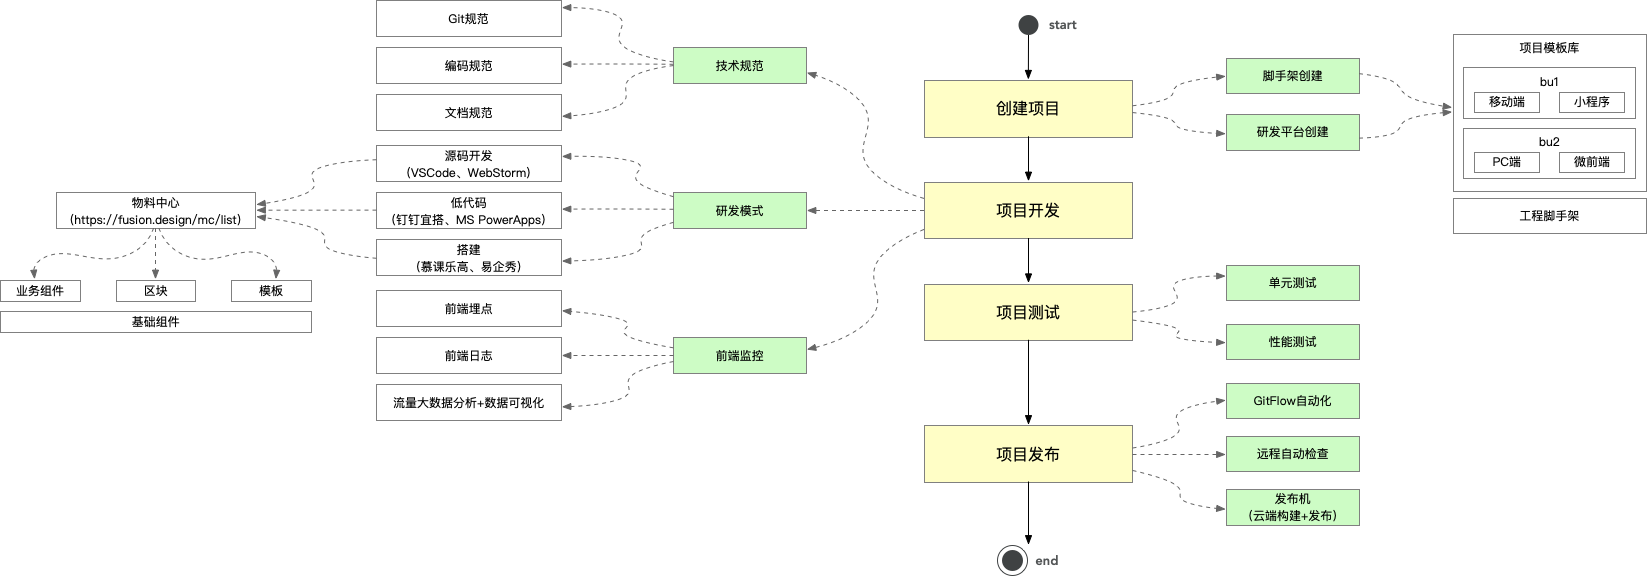 start
创建项目
项目开发
项目测试
项目发布
end
脚手架创建
研发平台创建
项目模板库
bu1
移动端
小程序
bu2
PC端
微前端
工程脚手架
技术规范
Git规范
编码规范
文档规范
研发模式
源码开发
(VSCode、WebStorm)
低代码
(钉钉宜搭、MS PowerApps)
搭建
(慕课乐高、易企秀)
物料中心
(https://fusion.design/mc/list)
业务组件
区块
模板
基础组件
前端监控
前端埋点
前端日志
流量大数据分析+数据可视化
单元测试
性能测试
GitFlow自动化
远程自动检查
发布机
(云端构建+发布)